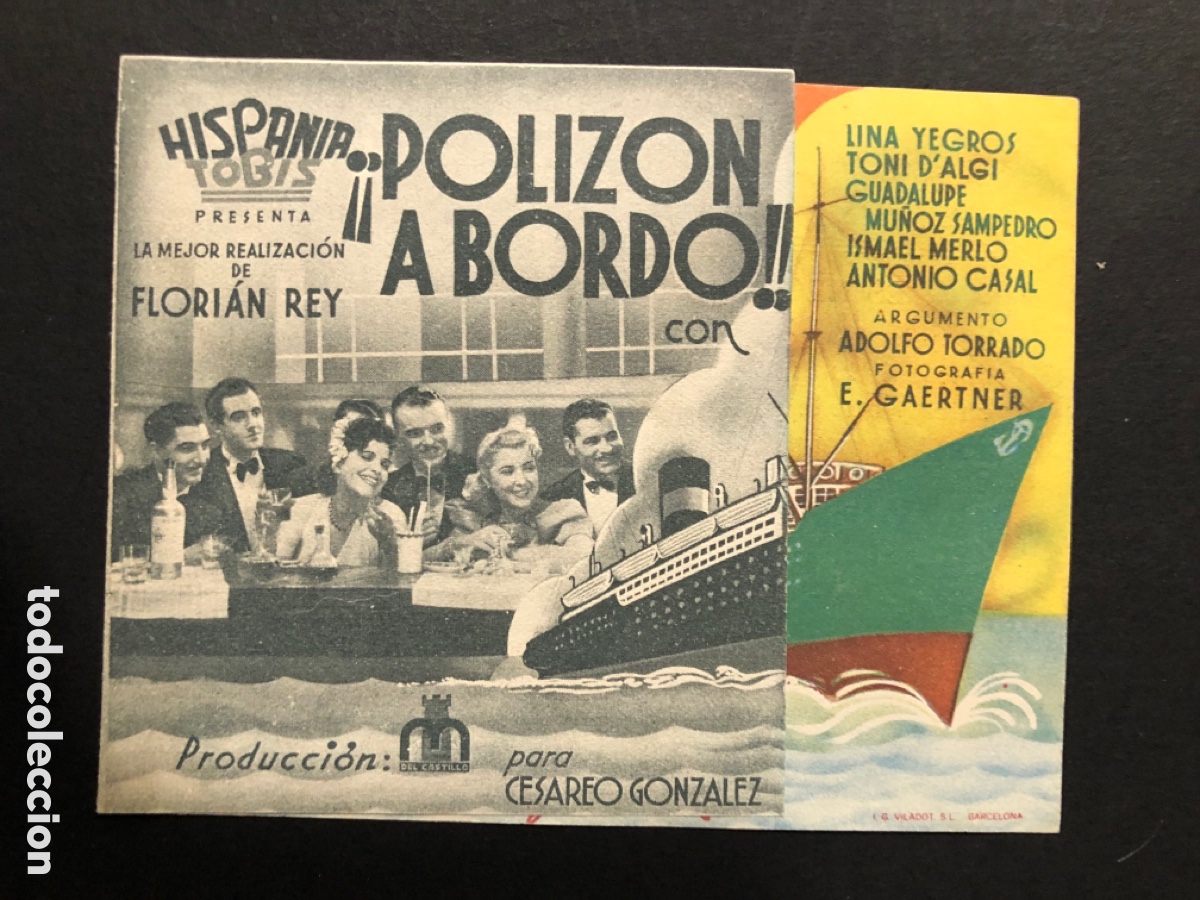 HISPANIA
TOBIS
PRESENTA
LA MEJOR REALIZACIÓN
DE
FLORIÁN REY
¡¡POLIZON
A BORDO!!
con
LINA YEGROS
TONI D'ALGI
GUADALUPE
MUÑOZ SAMPEDRO
ISMAEL MERLO
ANTONIO CASAL
ARGUMENTO
ADOLFO TORRADO
FOTOGRAFIA
E. GAERTNER
Producción:
DEL CASTILLO
para
CESAREO GONZALEZ
I. G. VILADOT S.L. BARCELONA
todocoleccion